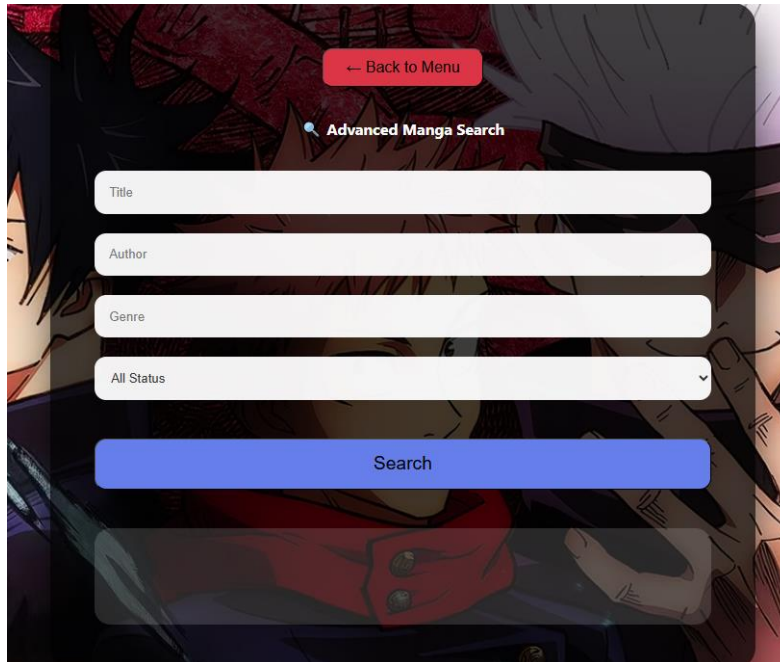 ← Back to Menu
🔍 Advanced Manga Search
Title
Author
Genre
All Status
Search